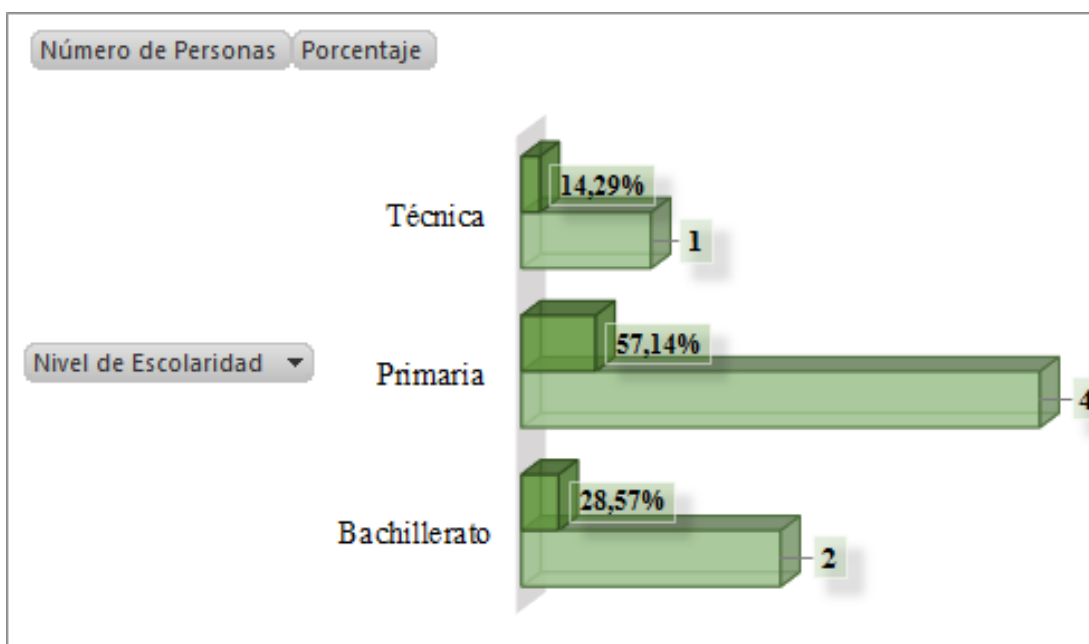 Número de Personas Porcentaje
14,29%
Técnica
1
57,14%
Nivel de Escolaridad
Primaria
4
28,57%
Bachillerato
2